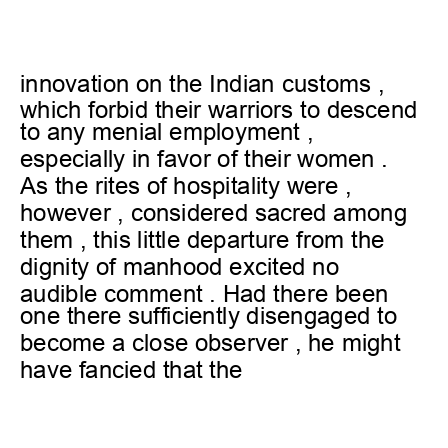 innovation on the Indian customs ,
which forbid their warriors to descend
to any menial employment ,
especially in favor of their women .
As the rites of hospitality were ,
however , considered sacred among
them , this little departure from the
dignity of manhood excited no
audible comment . Had there been
one there sufficiently disengaged to
become a close observer , he might
have fancied that the